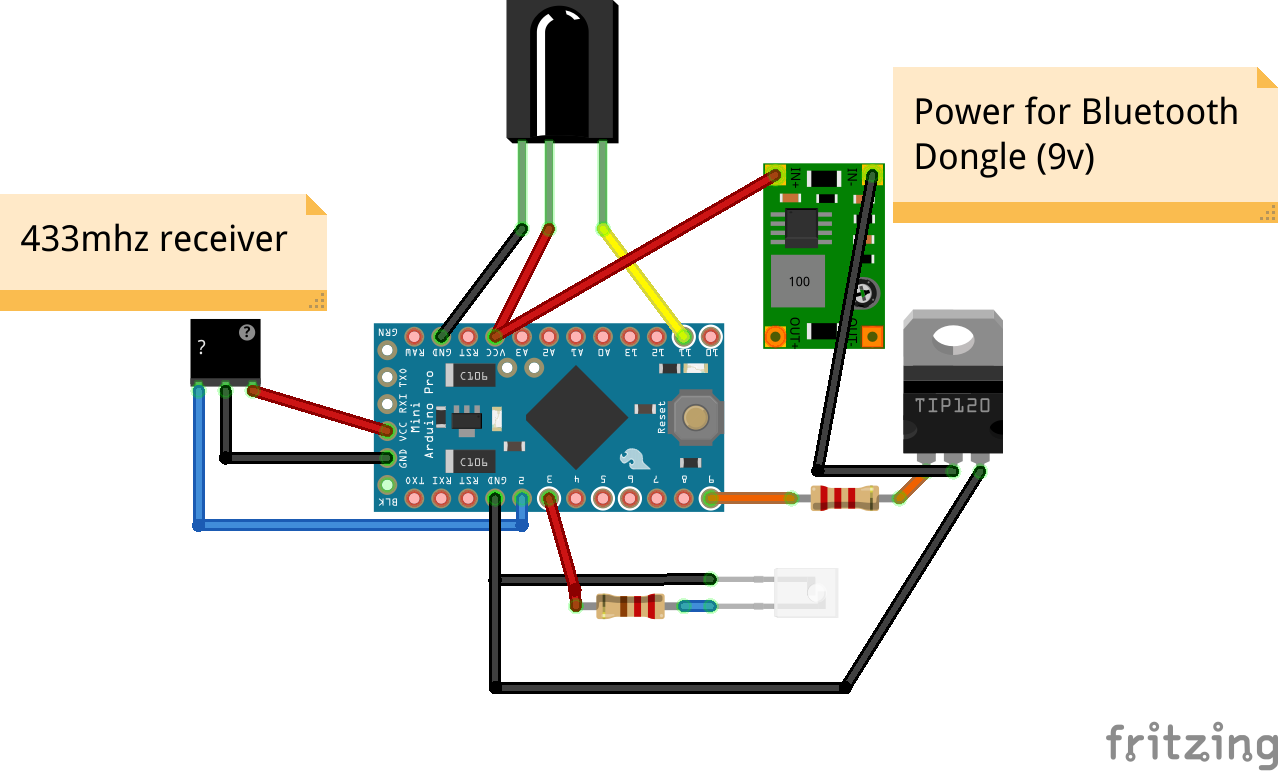 Power for Bluetooth
Dongle (9v)
433mhz receiver
?
?
IN+
IN-
100
OUT+
OUT-
TIP120
GRN
RAW
GND
RST
VCC
A3
A2
A1
A0
13
12
11
10
TXO
RXI
VCC
GND
BLK
C106
Arduino Pro
Mini
Reset
C106
TXO
RXI
RST
GND
2
3
4
5
6
7
8
9
fritzing